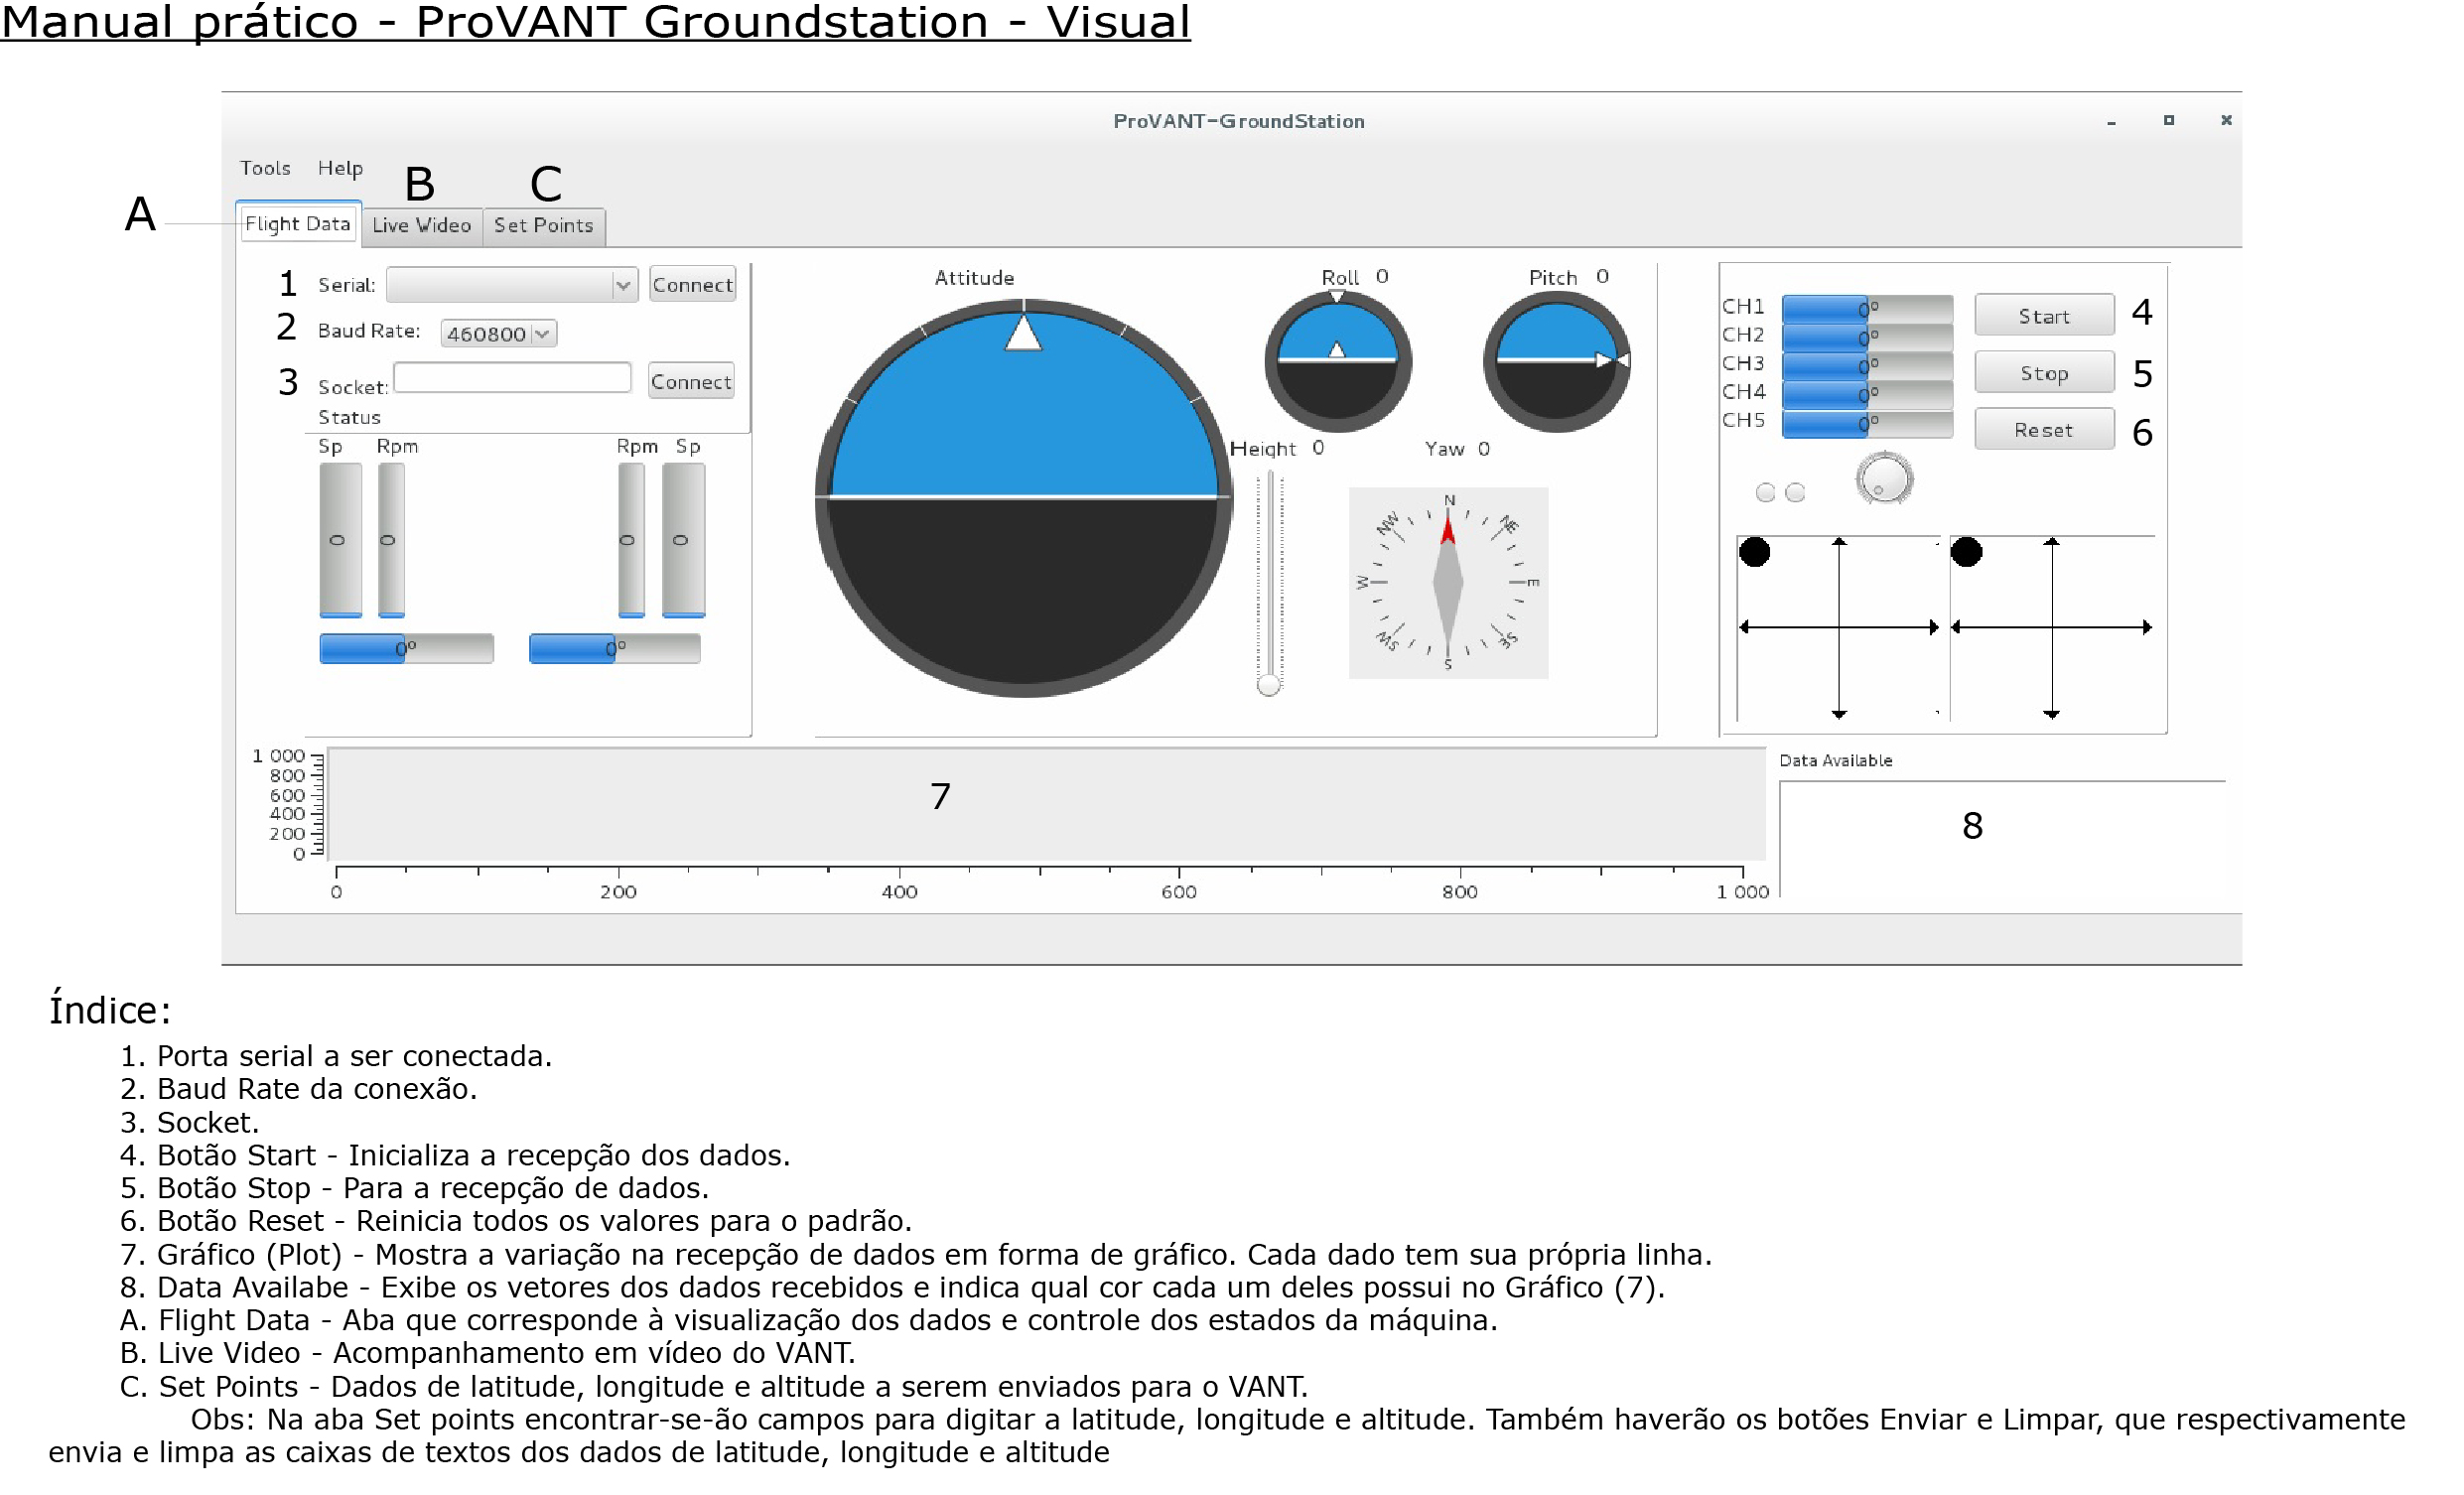 Manual prático - ProVANT Groundstation - Visual
ProVANT-GroundStation
Tools Help
A B C
Flight Data Live Video Set Points
1 Serial: Connect
2 Baud Rate: 460800
3 Socket: Connect
Status
Sp Rpm Rpm Sp
0 0 0 0
0º 0º
Attitude
Roll 0 Pitch 0
Height 0 Yaw 0
N
NW NE
W E
SW SE
S
CH1 0º Start 4
CH2 0º
CH3 0º Stop 5
CH4 0º
CH5 0º Reset 6
1 000
800
600
400
200
0
7
0 200 400 600 800 1 000
Data Available
8
Índice:
1. Porta serial a ser conectada.
2. Baud Rate da conexão.
3. Socket.
4. Botão Start - Inicializa a recepção dos dados.
5. Botão Stop - Para a recepção de dados.
6. Botão Reset - Reinicia todos os valores para o padrão.
7. Gráfico (Plot) - Mostra a variação na recepção de dados em forma de gráfico. Cada dado tem sua própria linha.
8. Data Availabe - Exibe os vetores dos dados recebidos e indica qual cor cada um deles possui no Gráfico (7).
A. Flight Data - Aba que corresponde à visualização dos dados e controle dos estados da máquina.
B. Live Video - Acompanhamento em vídeo do VANT.
C. Set Points - Dados de latitude, longitude e altitude a serem enviados para o VANT.
Obs: Na aba Set points encontrar-se-ão campos para digitar a latitude, longitude e altitude. Também haverão os botões Enviar e Limpar, que respectivamente
envia e limpa as caixas de textos dos dados de latitude, longitude e altitude